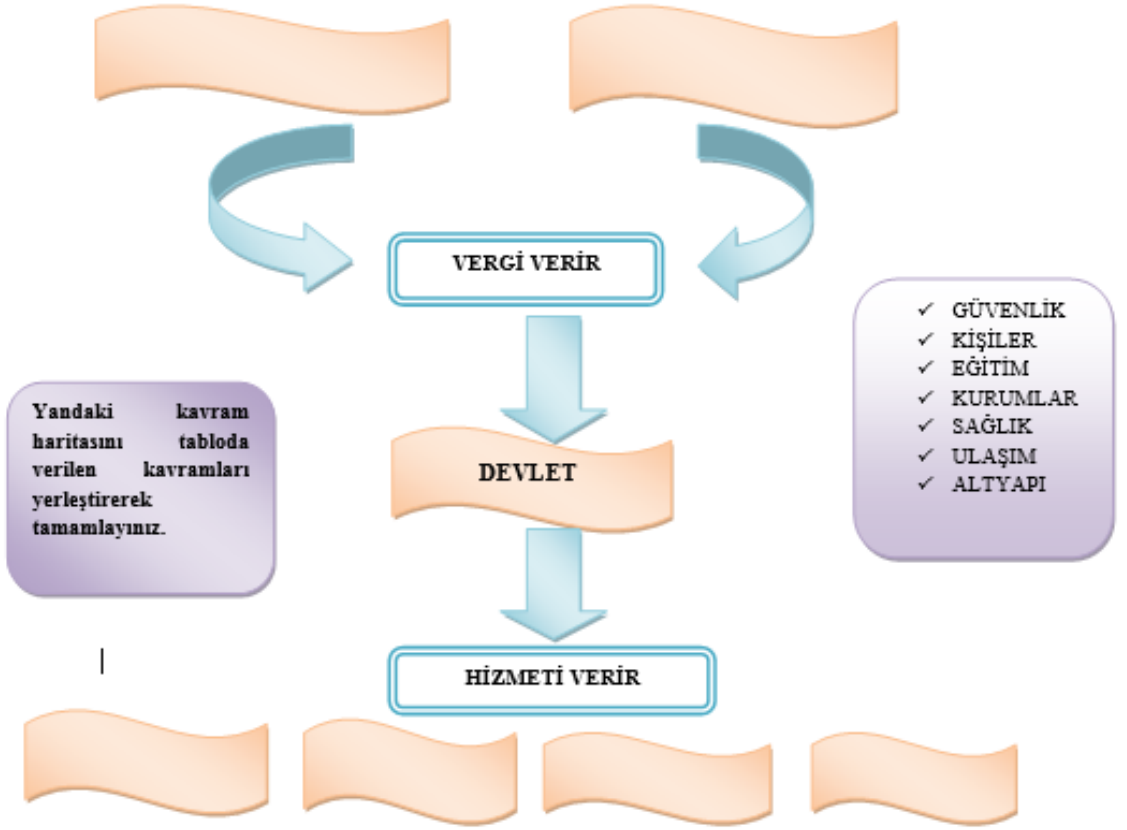 VERGİ VERİR
✓ GÜVENLİK
✓ KİŞİLER
✓ EĞİTİM
✓ KURUMLAR
✓ SAĞLIK
✓ ULAŞIM
✓ ALTYAPI
Yandaki kavram
haritasını tabloda
verilen kavramları
yerleştirerek
tamamlayınız.
DEVLET
HİZMETİ VERİR